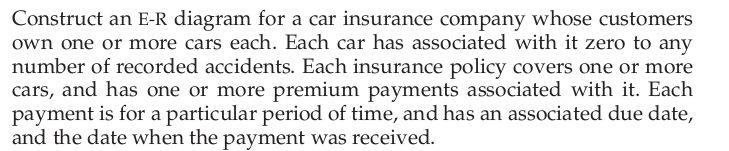 Construct an E-R diagram for a car insurance company whose customers
own one or more cars each. Each car has associated with it zero to any
number of recorded accidents. Each insurance policy covers one or more
cars, and has one or more premium payments associated with it. Each
payment is for a particular period of time, and has an associated due date,
and the date when the payment was received.